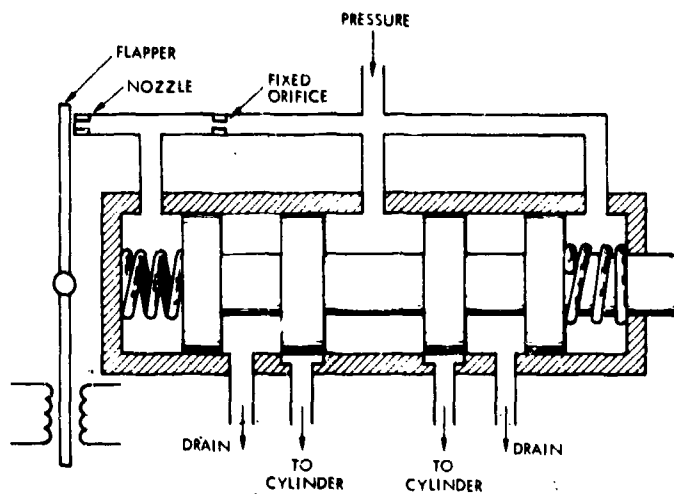 PRESSURE
FLAPPER
NOZZLE
FIXED
ORIFICE
DRAIN
TO
CYLINDER
TO
CYLINDER
DRAIN